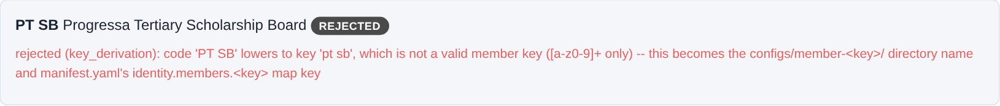 PT SB Progressa Tertiary Scholarship Board REJECTED
rejected (key_derivation): code 'PT SB' lowers to key 'pt sb', which is not a valid member key ([a-z0-9]+ only) -- this becomes the configs/member-<key>/ directory name
and manifest.yaml's identity.members.<key> map key